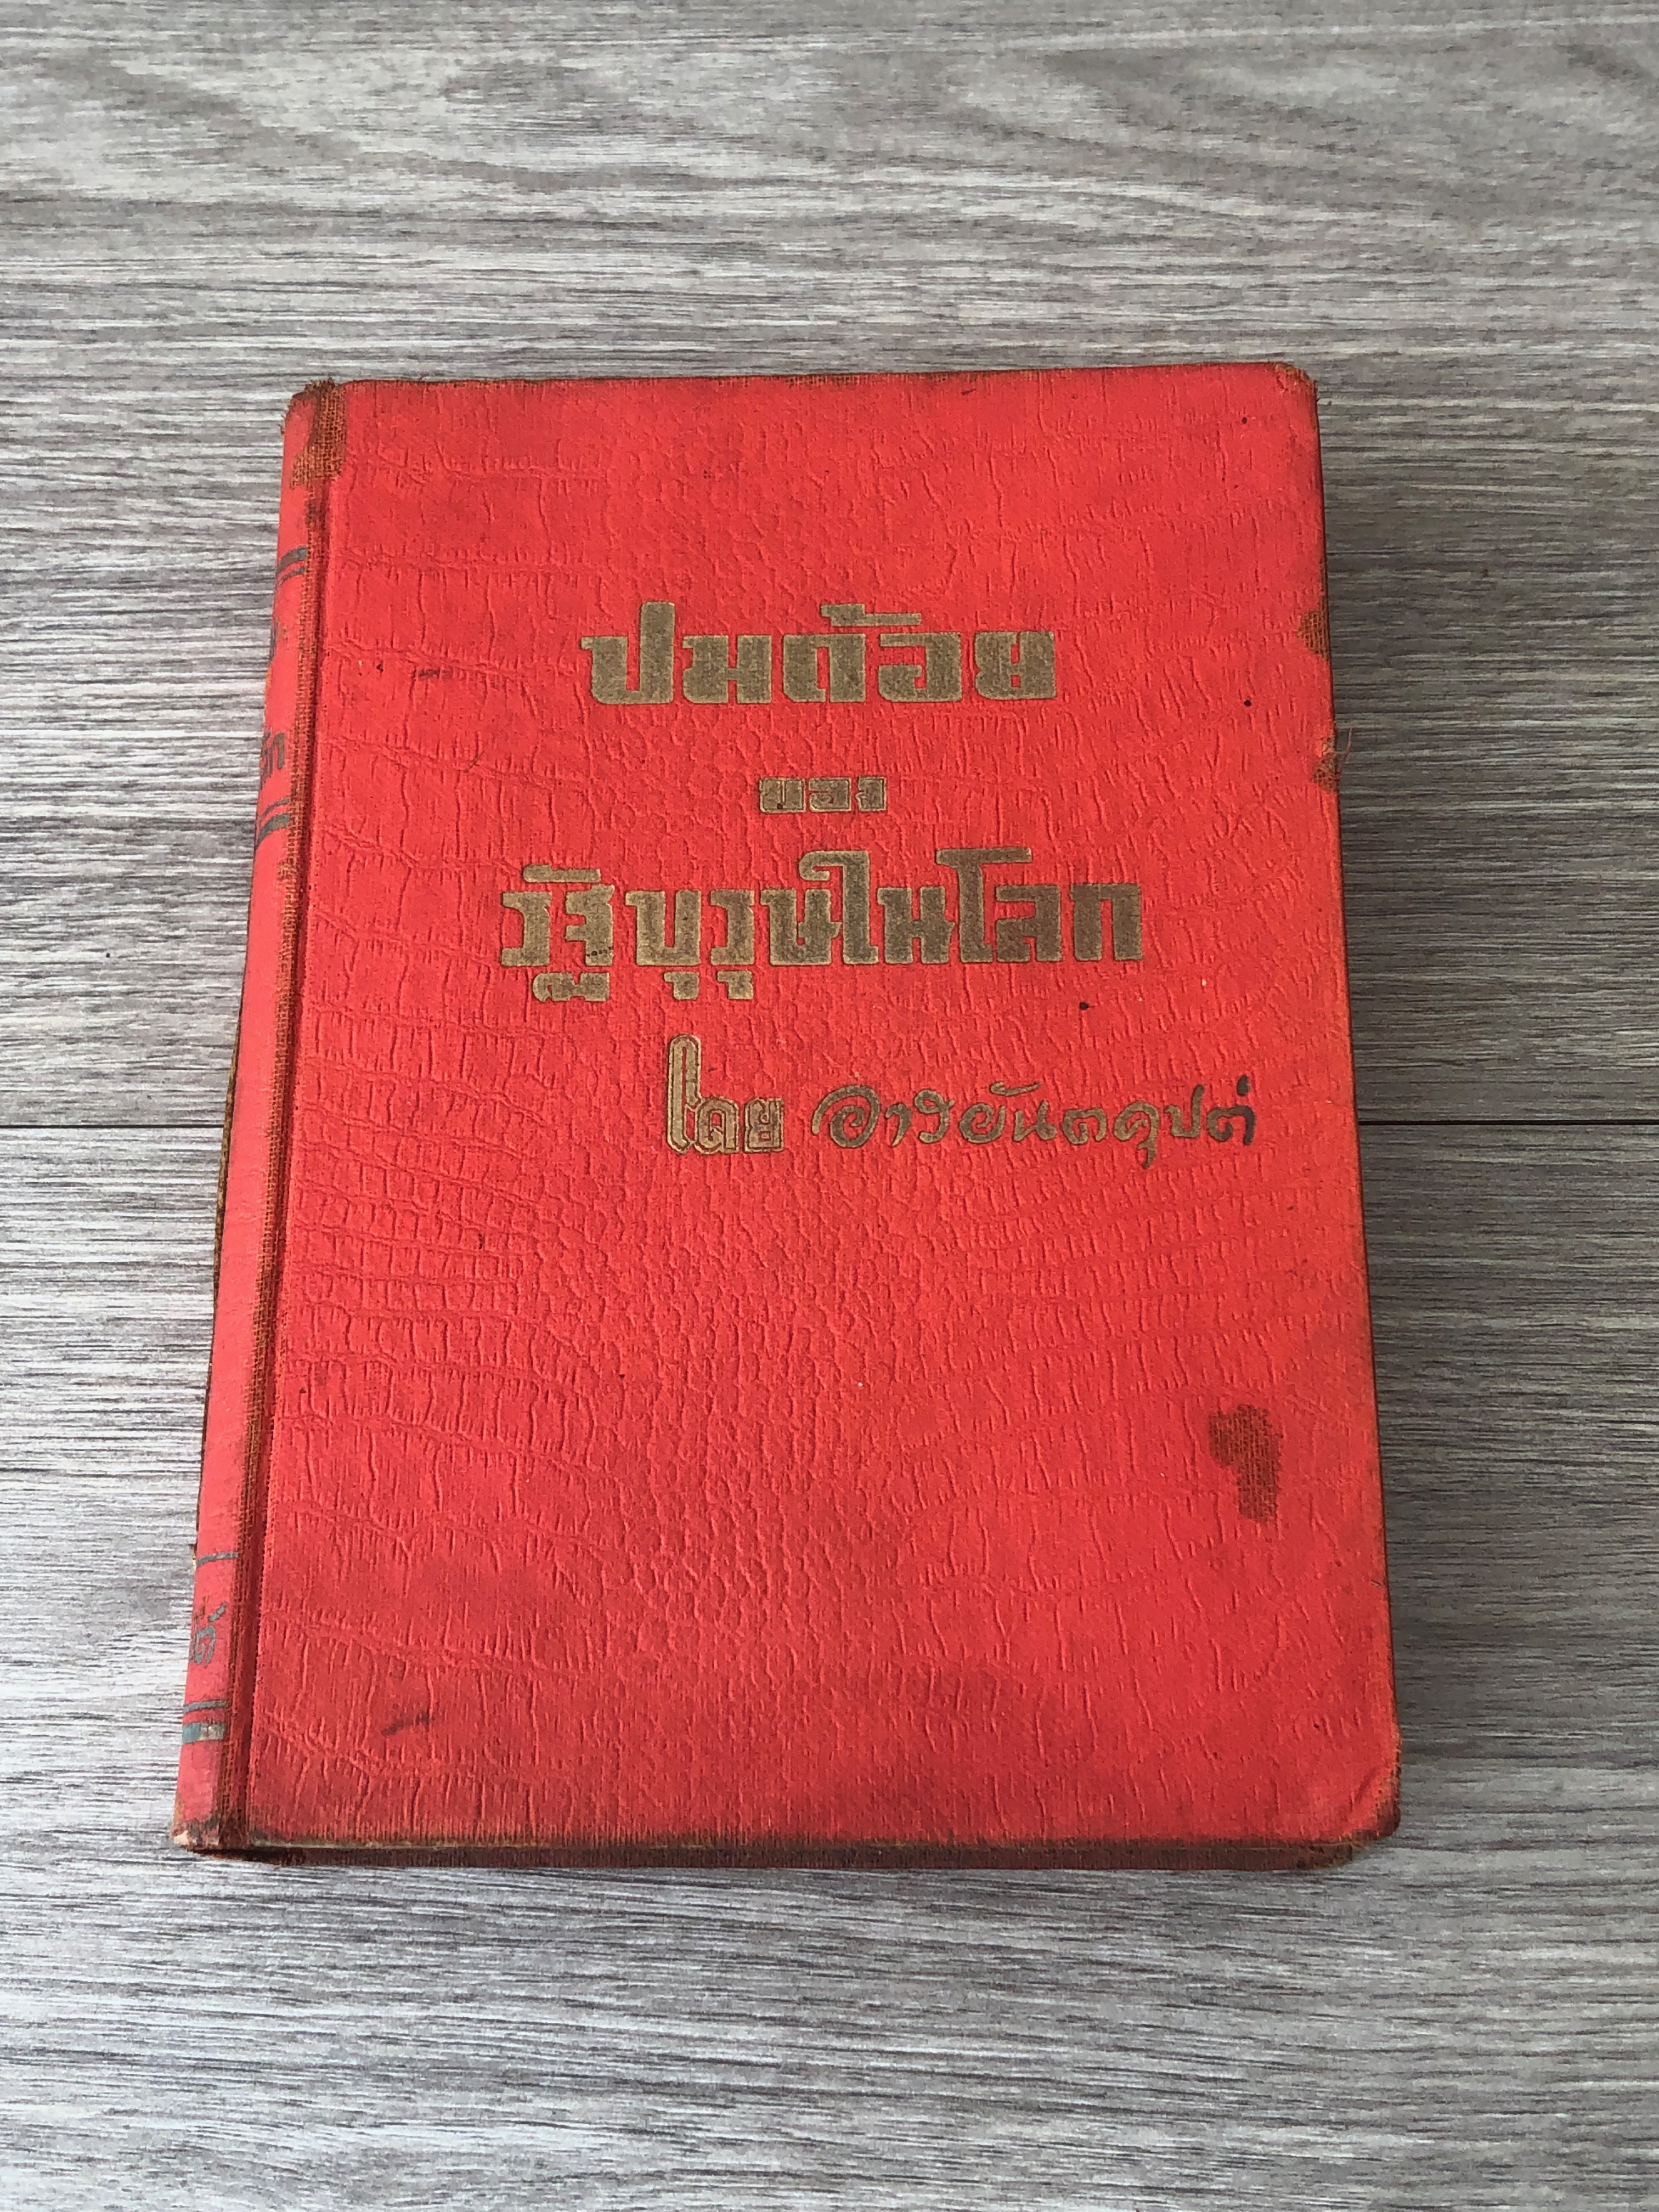 ปมด้อย
ของ
รัฐบุรุษในโลก
โดย อารยันตคุปต์